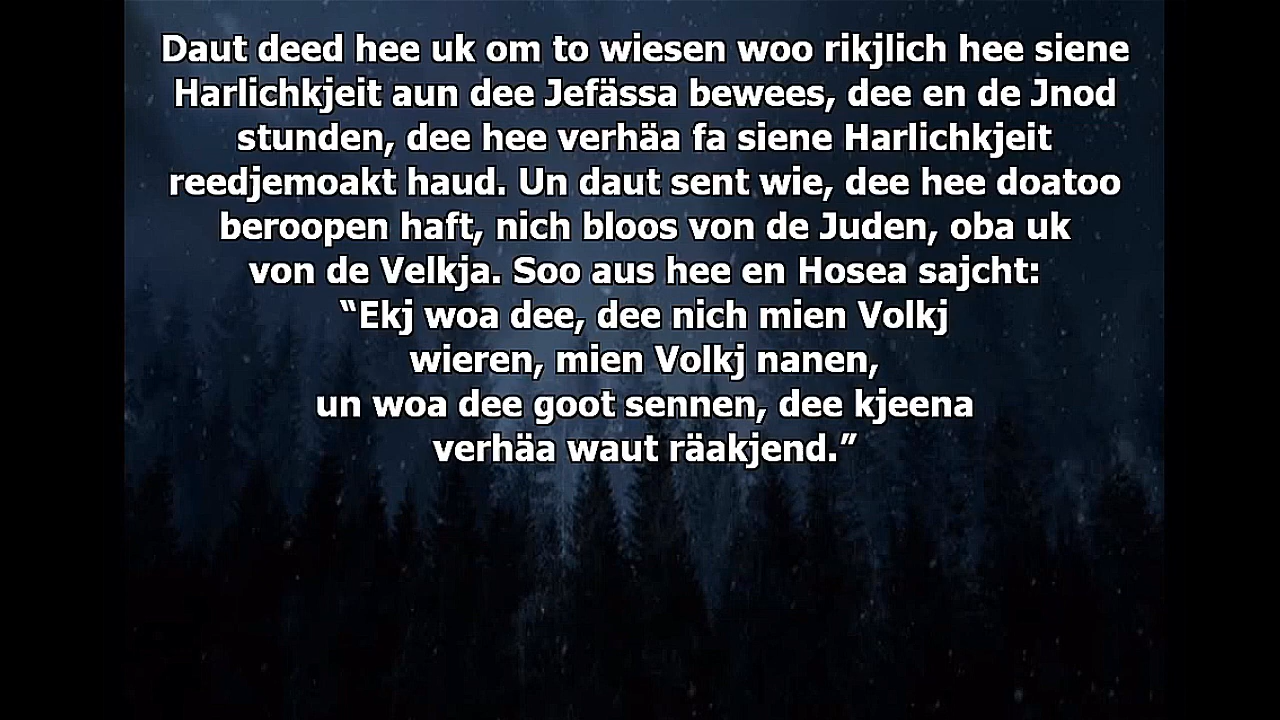 Daut deed hee uk om to wiesen woo rikjlich hee siene
Harlichkjeit aun dee Jefässa bewees, dee en de Jnod
stunden, dee hee verhäa fa siene Harlichkjeit
reedjemoakt haud. Un daut sent wie, dee hee doatoo
beroopen haft, nich bloos von de Juden, oba uk
von de Velkja. Soo aus hee en Hosea sajcht:
“Ekj woa dee, dee nich mien Volkj
wieren, mien Volkj nanen,
un woa dee goot sennen, dee kjeena
verhäa waut räakjend.”